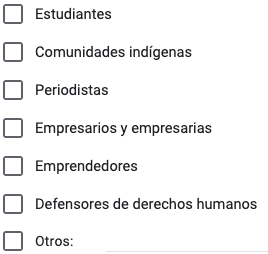 Estudiantes
Comunidades indígenas
Periodistas
Empresarios y empresarias
Emprendedores
Defensores de derechos humanos
Otros: